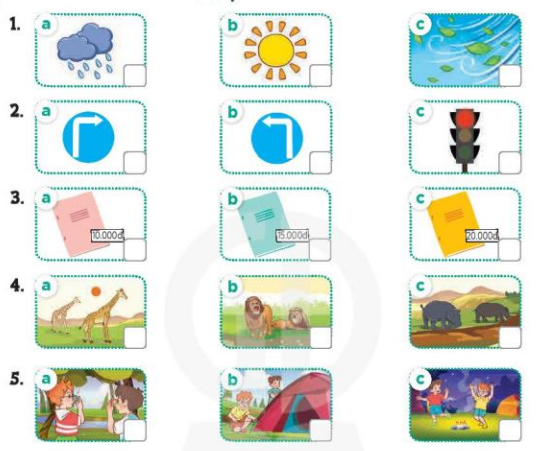 1. a b c
2. a b c
3. a b c
10.000đ 15.000đ 20.000đ
4. a b c
5. a b c